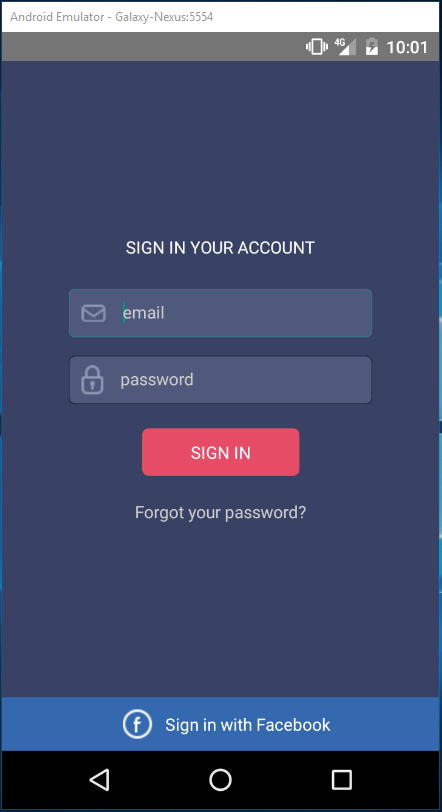 Android Emulator - Galaxy-Nexus:5554
4G 10:01
SIGN IN YOUR ACCOUNT
email
password
SIGN IN
Forgot your password?
f Sign in with Facebook